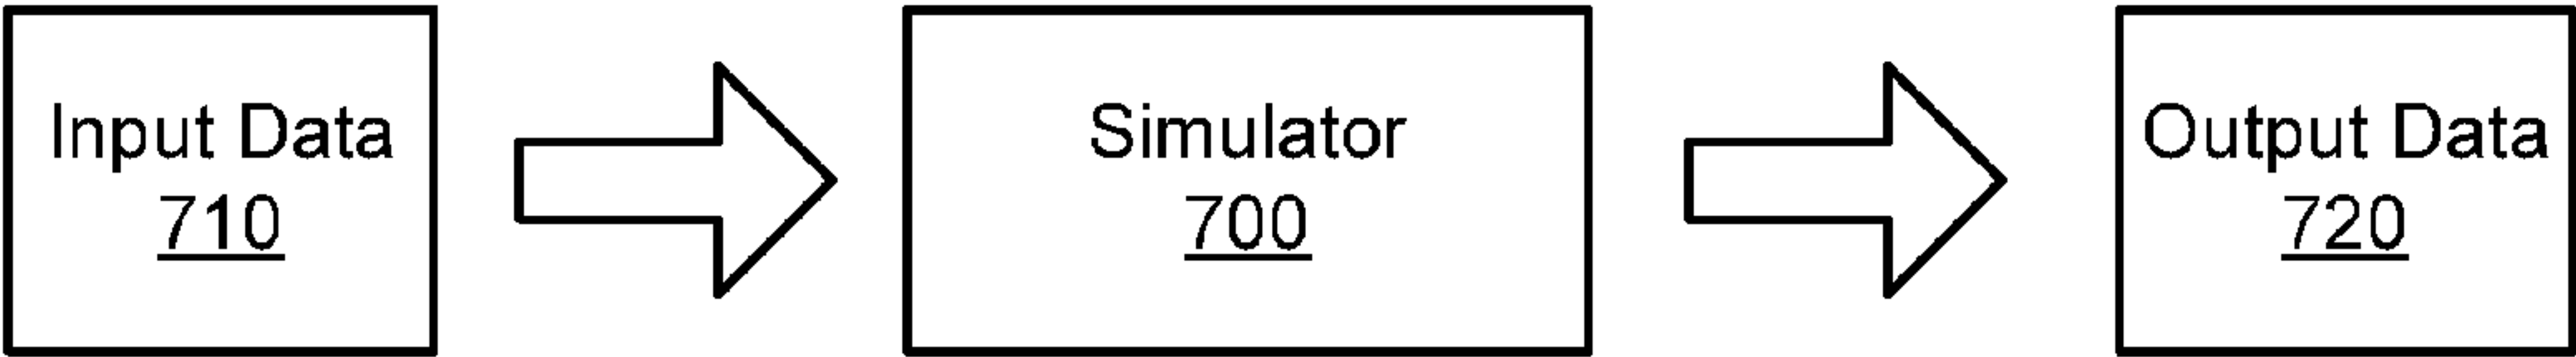 Input Data
710
Simulator
700
Output Data
720